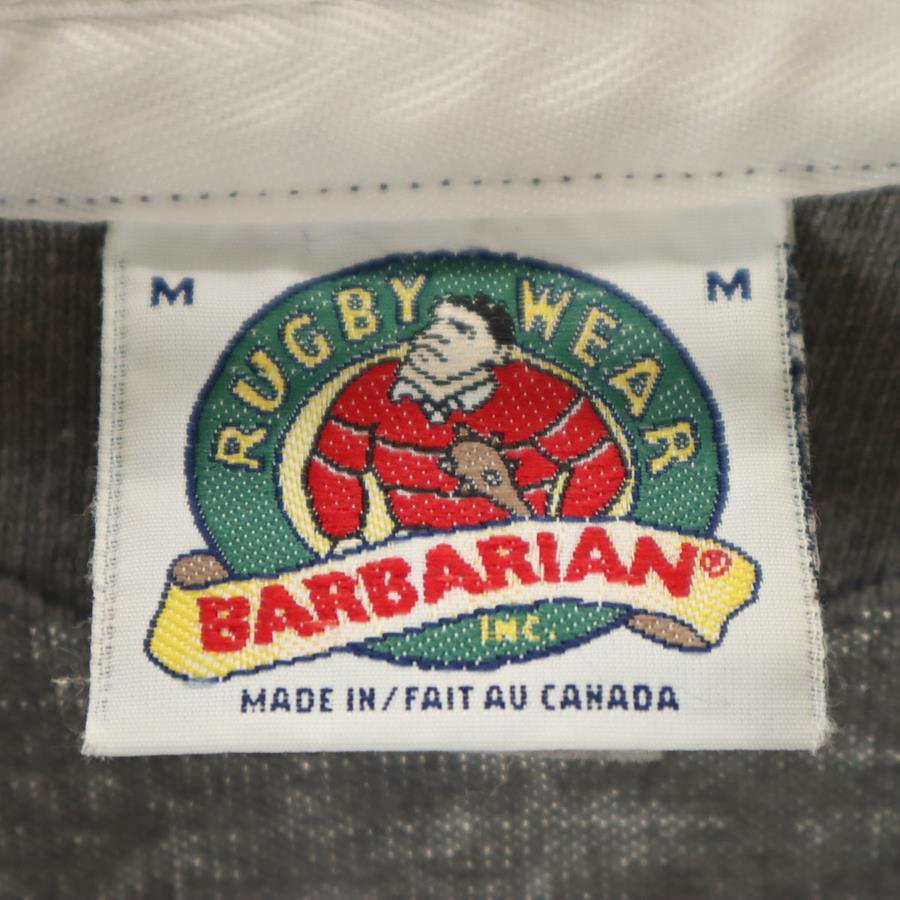 M M
RUGBY WEAR
BARBARIAN®
INC.
MADE IN/FAIT AU CANADA